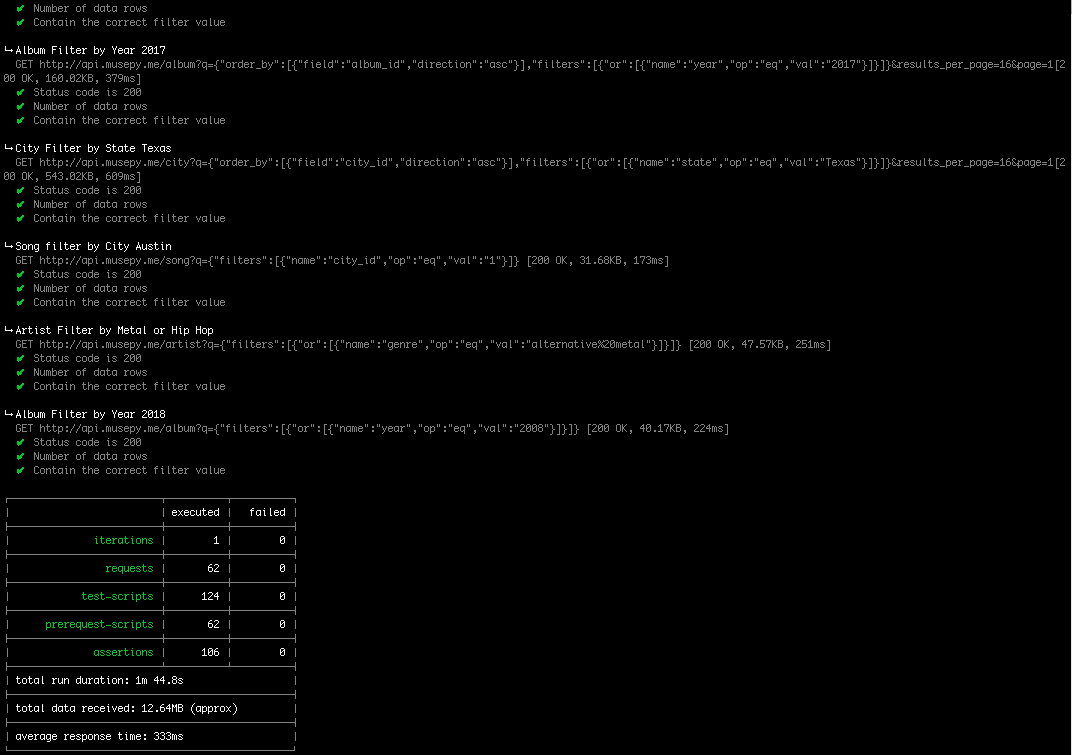 ✔ Number of data rows
✔ Contain the correct filter value
↳Album Filter by Year 2017
GET http://api.musepy.me/album?q={"order_by":[{"field":"album_id","direction":"asc"}],"filters":[{"or":[{"name":"year","op":"eq","val":"2017"}]}]}&results_per_page=16&page=1[2
00 OK, 160.02KB, 379ms]
✔ Status code is 200
✔ Number of data rows
✔ Contain the correct filter value
↳City Filter by State Texas
GET http://api.musepy.me/city?q={"order_by":[{"field":"city_id","direction":"asc"}],"filters":[{"or":[{"name":"state","op":"eq","val":"Texas"}]}]}&results_per_page=16&page=1[2
00 OK, 543.02KB, 609ms]
✔ Status code is 200
✔ Number of data rows
✔ Contain the correct filter value
↳Song filter by City Austin
GET http://api.musepy.me/song?q={"filters":[{"name":"city_id","op":"eq","val":"1"}]} [200 OK, 31.68KB, 173ms]
✔ Status code is 200
✔ Number of data rows
✔ Contain the correct filter value
↳Artist Filter by Metal or Hip Hop
GET http://api.musepy.me/artist?q={"filters":[{"or":[{"name":"genre","op":"eq","val":"alternative%20metal"}]}]} [200 OK, 47.57KB, 251ms]
✔ Status code is 200
✔ Number of data rows
✔ Contain the correct filter value
↳Album Filter by Year 2018
GET http://api.musepy.me/album?q={"filters":[{"or":[{"name":"year","op":"eq","val":"2008"}]}]} [200 OK, 40.17KB, 224ms]
✔ Status code is 200
✔ Number of data rows
✔ Contain the correct filter value
executed failed
iterations 1 0
requests 62 0
test-scripts 124 0
prerequest-scripts 62 0
assertions 106 0
total run duration: 1m 44.8s
total data received: 12.64MB (approx)
average response time: 333ms